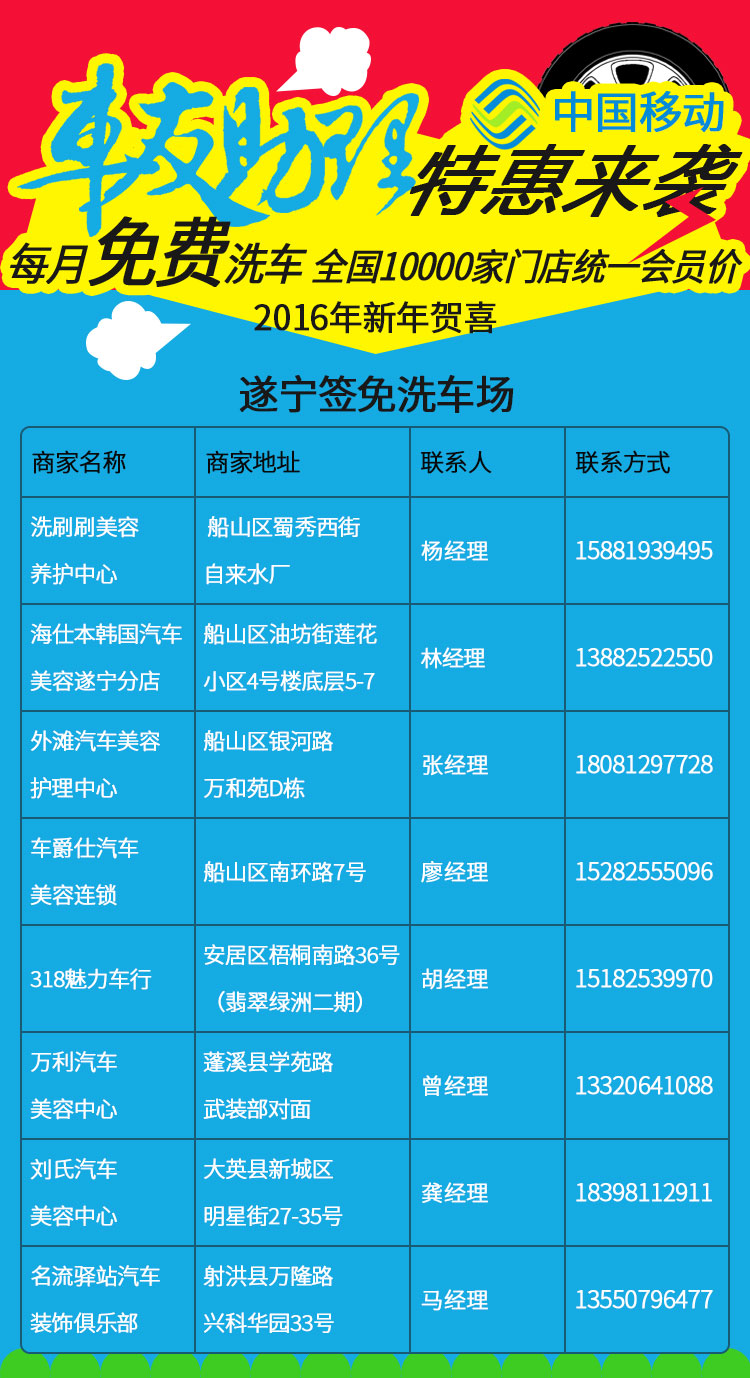 车友助理
中国移动
特惠来袭
每月免费洗车 全国10000家门店统一会员价
2016年新年贺喜
遂宁签免洗车场
商家名称 商家地址 联系人 联系方式
洗刷刷美容
养护中心
船山区蜀秀西街
自来水厂
杨经理
15881939495
海仕本韩国汽车
美容遂宁分店
船山区油坊街莲花
小区4号楼底层5-7
林经理
13882522550
外滩汽车美容
护理中心
船山区银河路
万和苑D栋
张经理
18081297728
车爵仕汽车
美容连锁
船山区南环路7号
廖经理
15282555096
318魅力车行
安居区梧桐南路36号
（翡翠绿洲二期）
胡经理
15182539970
万利汽车
美容中心
蓬溪县学苑路
武装部对面
曾经理
13320641088
刘氏汽车
美容中心
大英县新城区
明星街27-35号
龚经理
18398112911
名流驿站汽车
装饰俱乐部
射洪县万隆路
兴科华园33号
马经理
13550796477